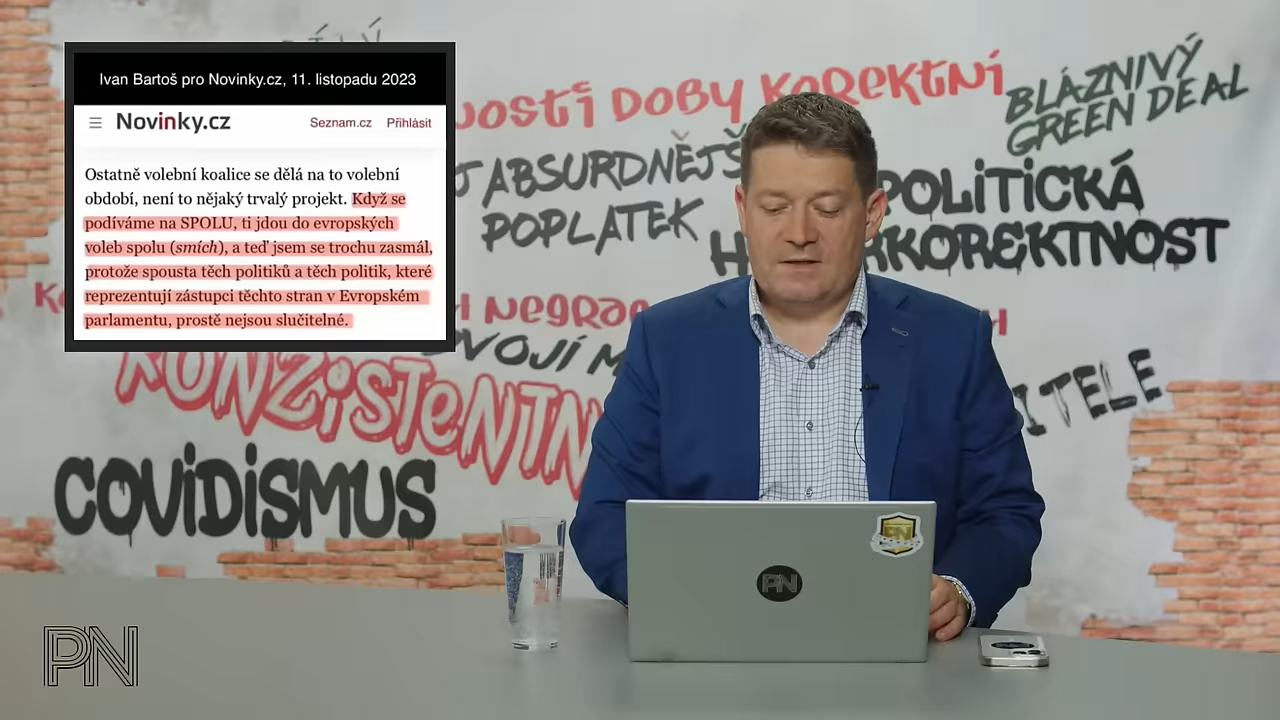 Ivan Bartoš pro Novinky.cz, 11. listopadu 2023
Novinky.cz
Seznam.cz Přihlásit
Ostatně volební koalice se dělá na to volební
období, není to nějaký trvalý projekt. Když se
podíváme na SPOLU, ti jdou do evropských
voleb spolu (smích), a teď jsem se trochu zasmál,
protože spousta těch politiků a těch politik, které
reprezentují zástupci těchto stran v Evropském
parlamentu, prostě nejsou slučitelné.
DOBY KOREKTNÍ
BLÁZNIVÝ
GREEN DEAL
POPLATEK
POLITICKÁ
COVIDISMUS
PN
PN
PN